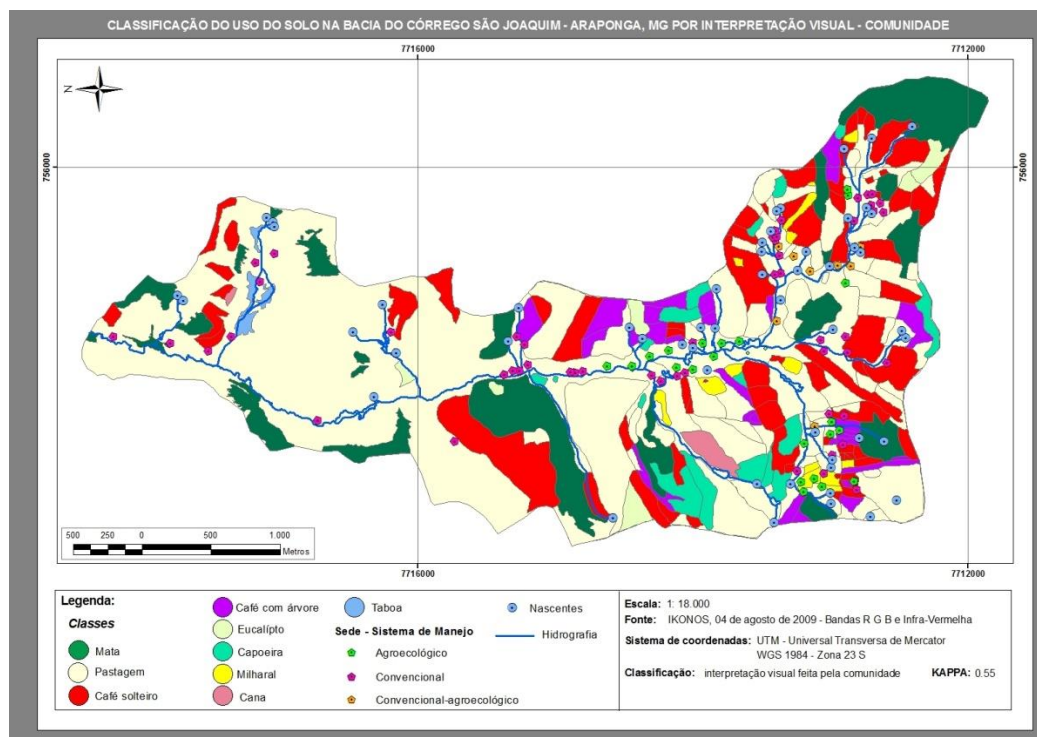 CLASSIFICAÇÃO DO USO DO SOLO NA BACIA DO CÓRREGO SÃO JOAQUIM - ARAPONGA, MG POR INTERPRETAÇÃO VISUAL - COMUNIDADE
7716000
7712000
N
756000
756000
500 250 0 500 1.000
Metros
7716000
7712000
Legenda:
Classes
Mata
Pastagem
Café solteiro
Café com árvore
Eucalípto
Capoeira
Milharal
Cana
Taboa
Sede - Sistema de Manejo
Agroecológico
Convencional
Convencional-agroecológico
Nascentes
Hidrografia
Escala: 1: 18.000
Fonte: IKONOS, 04 de agosto de 2009 - Bandas R G B e Infra-Vermelha
Sistema de coordenadas: UTM - Universal Transversa de Mercator
WGS 1984 - Zona 23 S
Classificação: interpretação visual feita pela comunidade KAPPA: 0.55